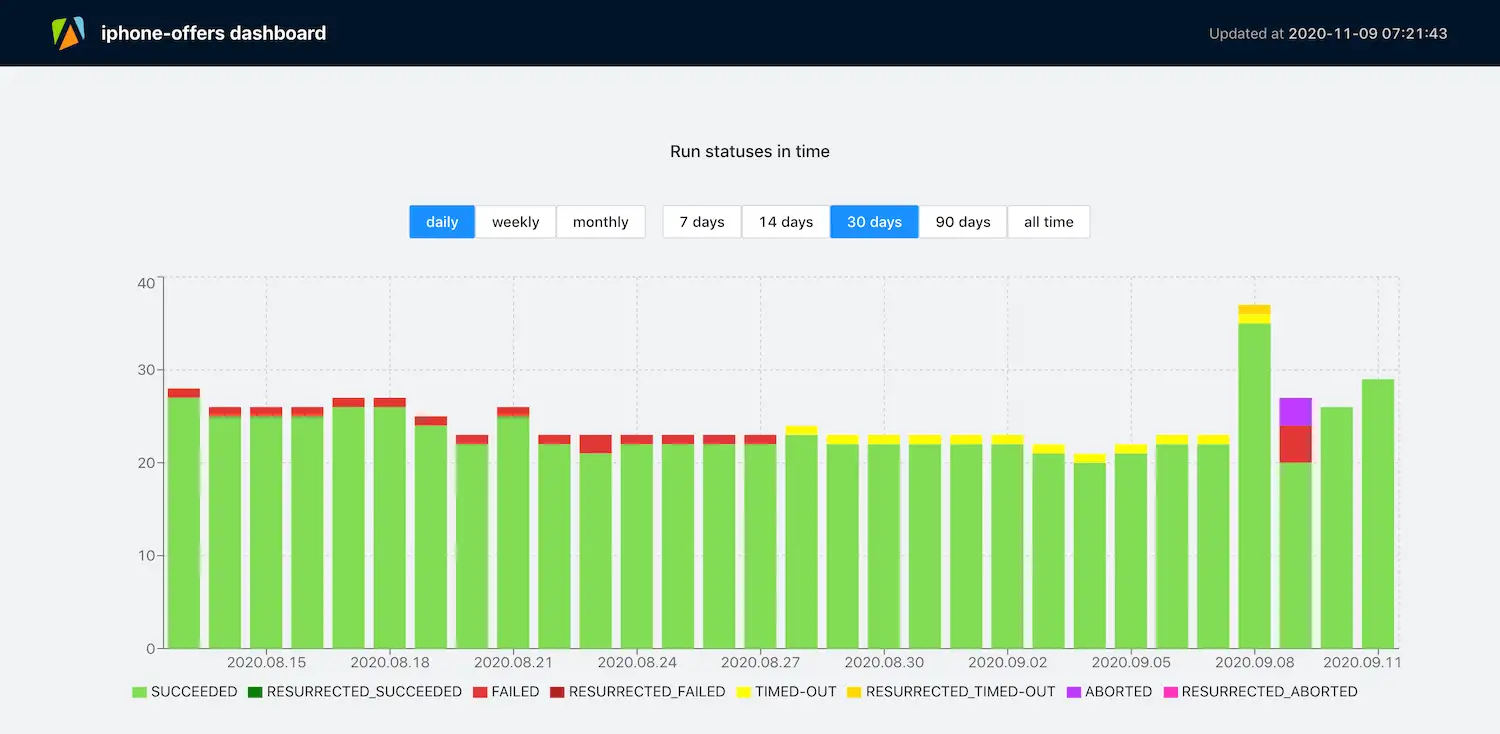 iphone-offers dashboard
Updated at 2020-11-09 07:21:43
Run statuses in time
daily weekly monthly 7 days 14 days 30 days 90 days all time
40
30
20
10
0
2020.08.15 2020.08.18 2020.08.21 2020.08.24 2020.08.27 2020.08.30 2020.09.02 2020.09.05 2020.09.08 2020.09.11
SUCCEEDED RESURRECTED_SUCCEEDED FAILED RESURRECTED_FAILED TIMED-OUT RESURRECTED_TIMED-OUT ABORTED RESURRECTED_ABORTED